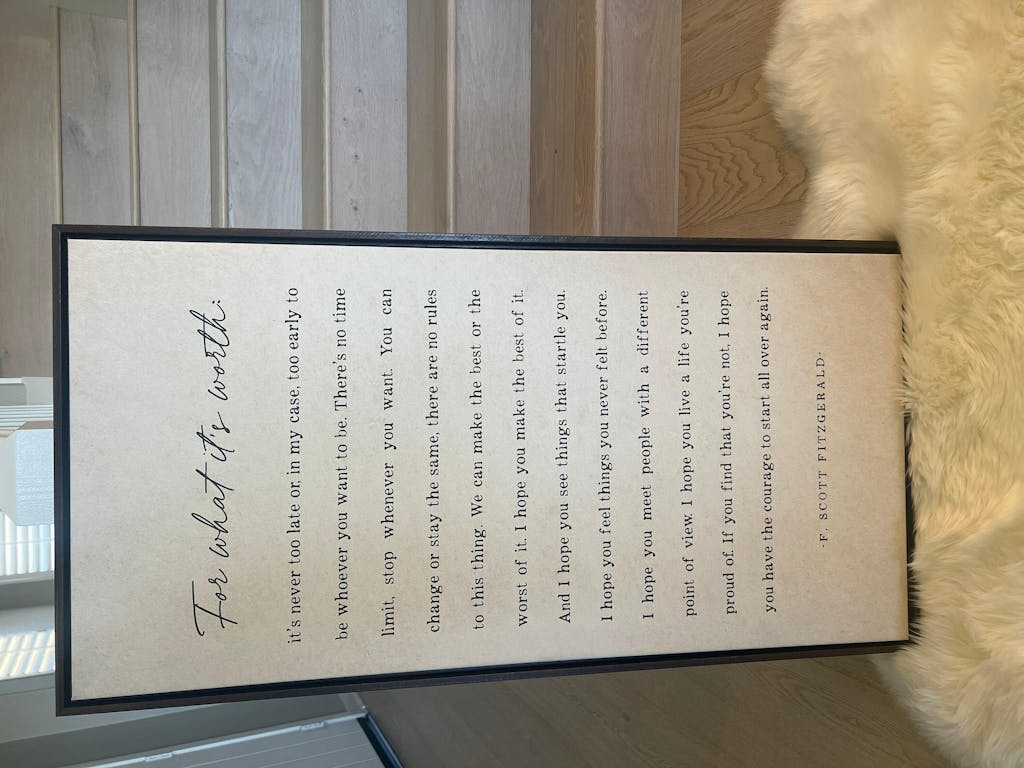 For what it's worth:
it's never too late or, in my case, too early to
be whoever you want to be. There's no time
limit, stop whenever you want. You can
change or stay the same, there are no rules
to this thing. We can make the best or the
worst of it. I hope you make the best of it.
And I hope you see things that startle you.
I hope you feel things you never felt before.
I hope you meet people with a different
point of view. I hope you live a life you're
proud of. If you find that you're not, I hope
you have the courage to start all over again.
-F. SCOTT FITZGERALD-